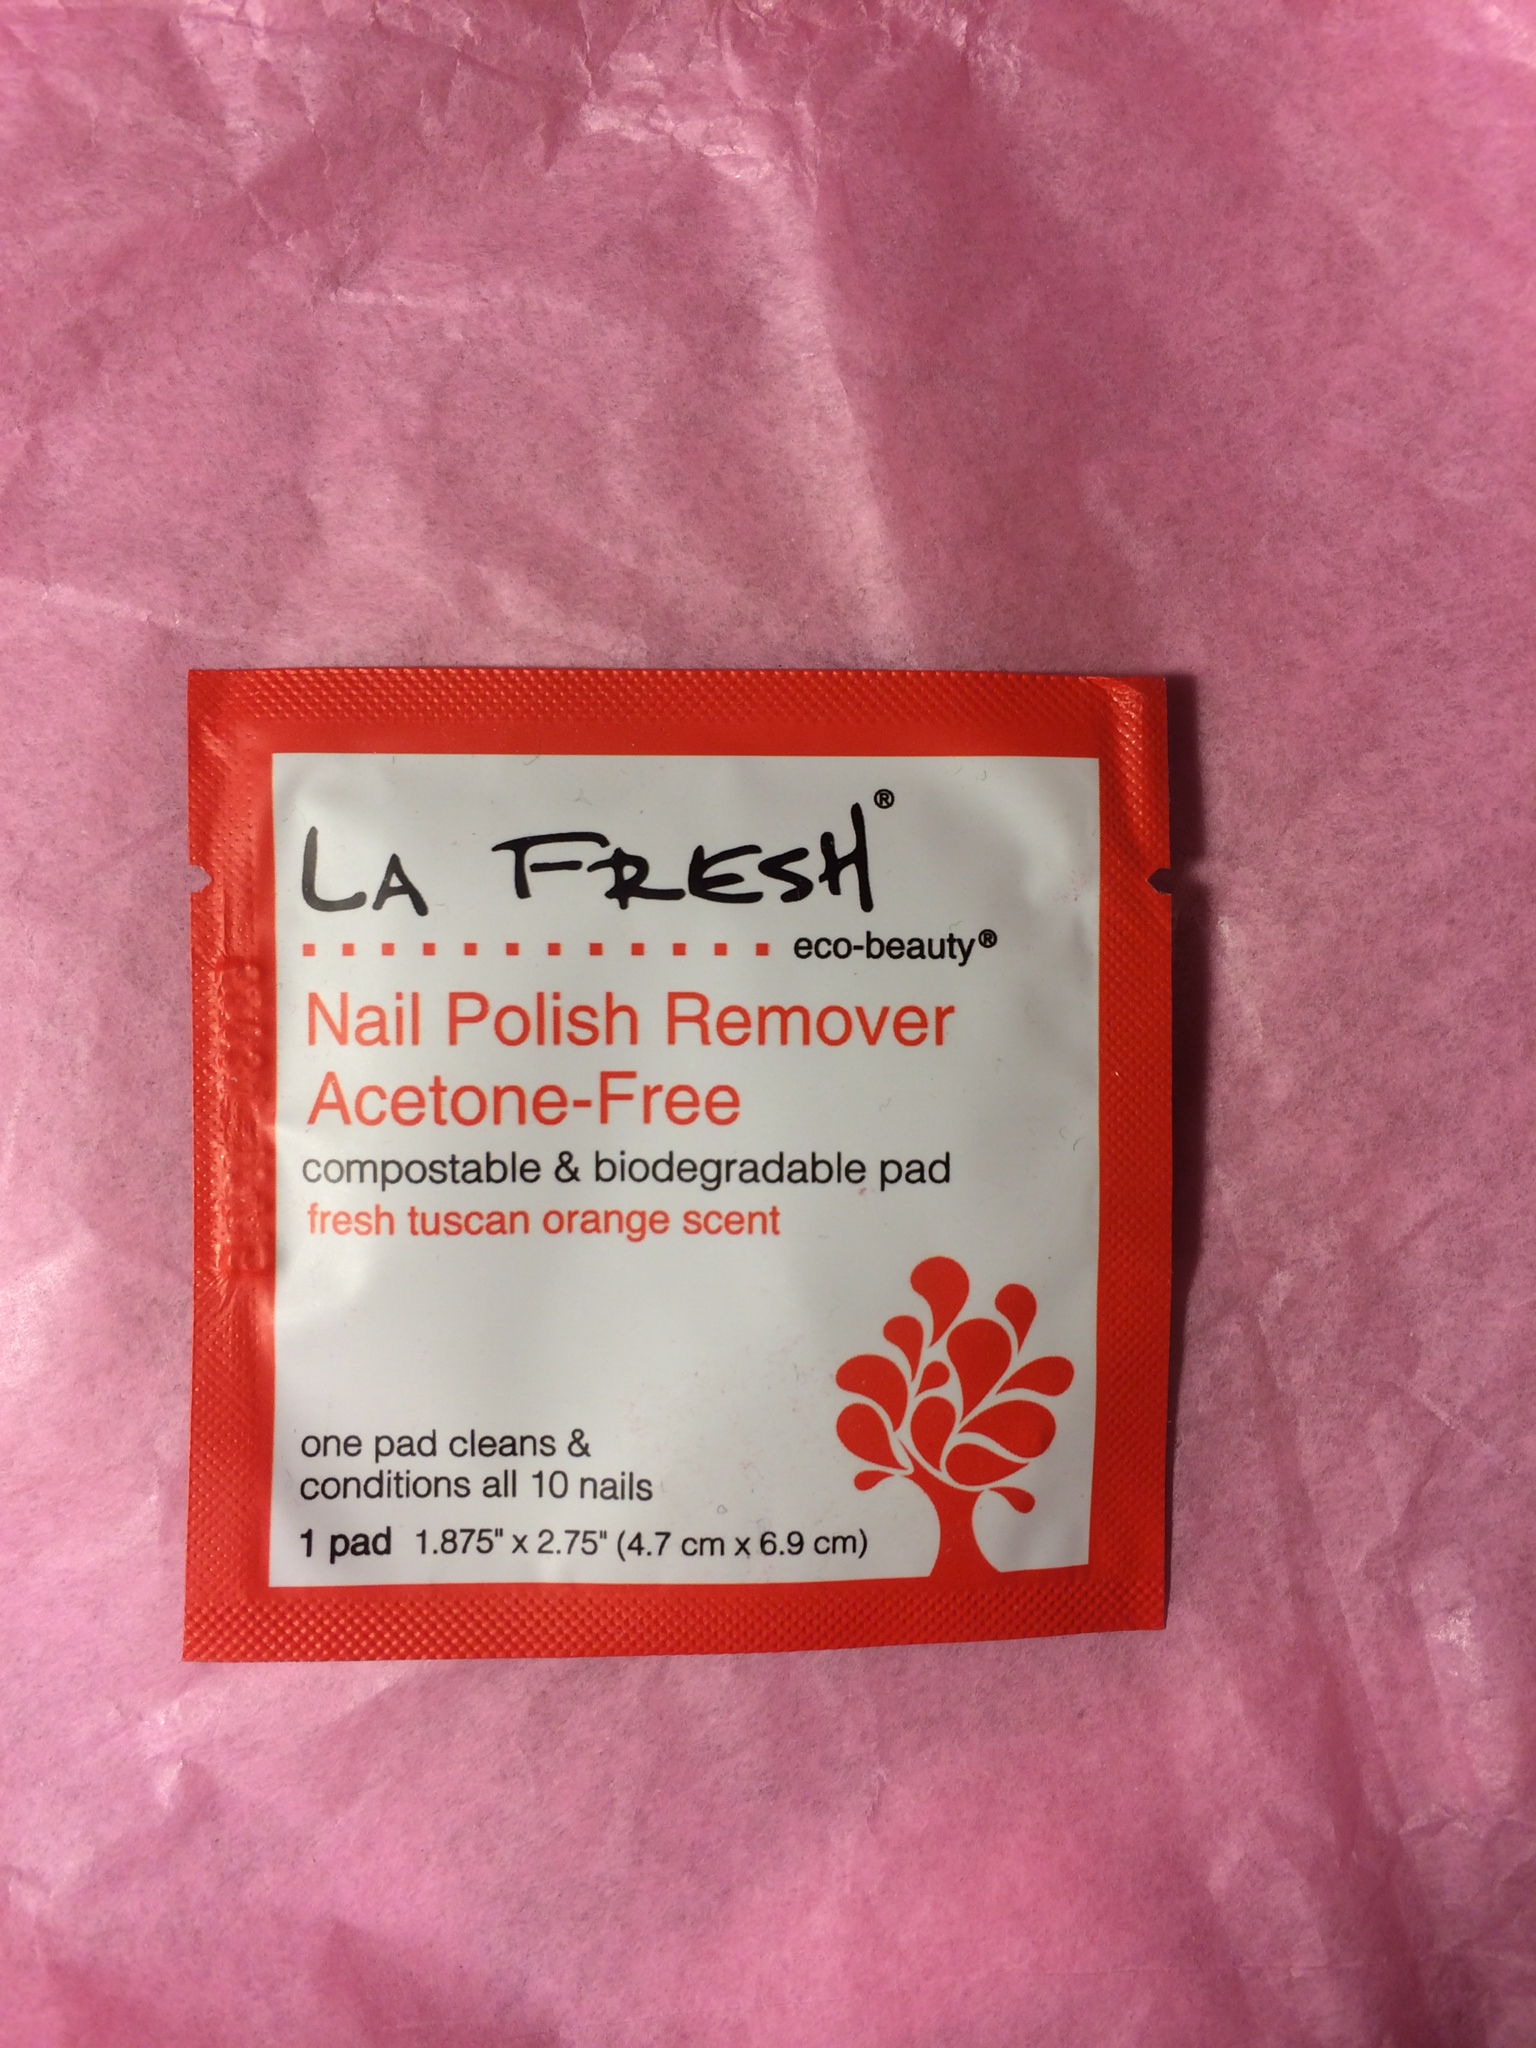 LA FRESH®
eco-beauty®
Nail Polish Remover
Acetone-Free
compostable & biodegradable pad
fresh tuscan orange scent
one pad cleans &
conditions all 10 nails
1 pad 1.875" x 2.75" (4.7 cm x 6.9 cm)